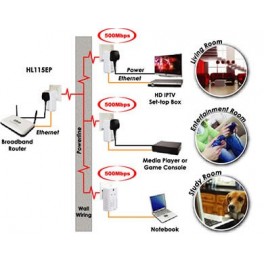 500Mbps
HL115EP
Power
Ethernet
HD IPTV
Set-top Box
Living Room
Ethernet
Broadband
Router
Powerline
500Mbps
Media Player or
Game Console
Entertainment Room
500Mbps
Wall
Wiring
Notebook
Study Room